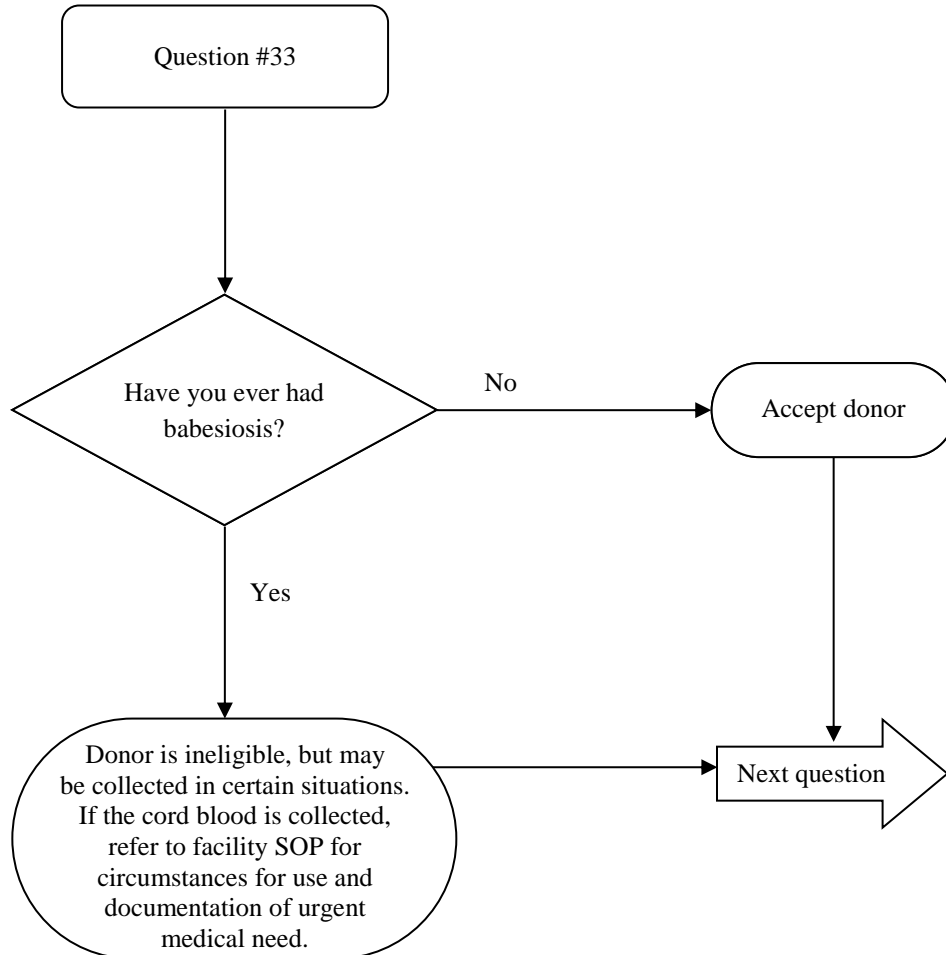 Question #33
Have you ever had
babesiosis?
No
Accept donor
Yes
Donor is ineligible, but may
be collected in certain situations.
If the cord blood is collected,
refer to facility SOP for
circumstances for use and
documentation of urgent
medical need.
Next question